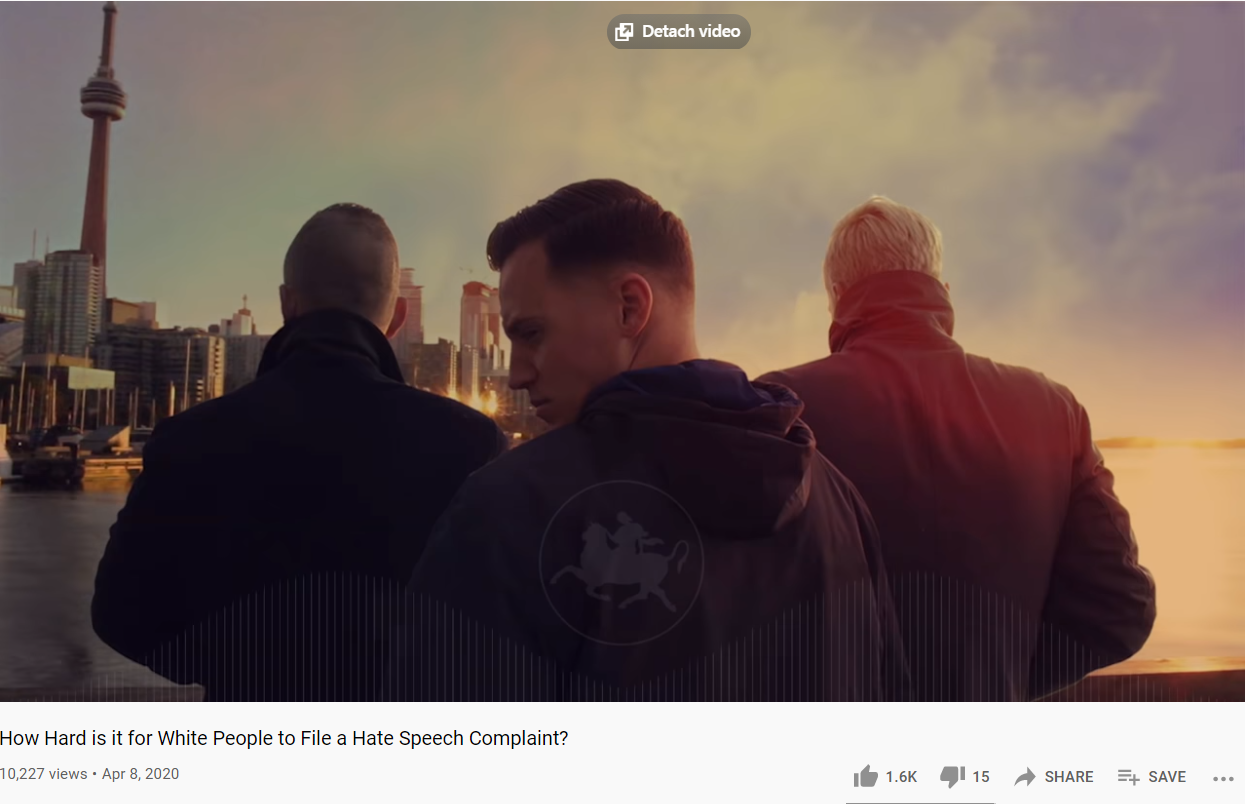 Detach video
How Hard is it for White People to File a Hate Speech Complaint?
10,227 views • Apr 8, 2020
1.6K 15 SHARE SAVE